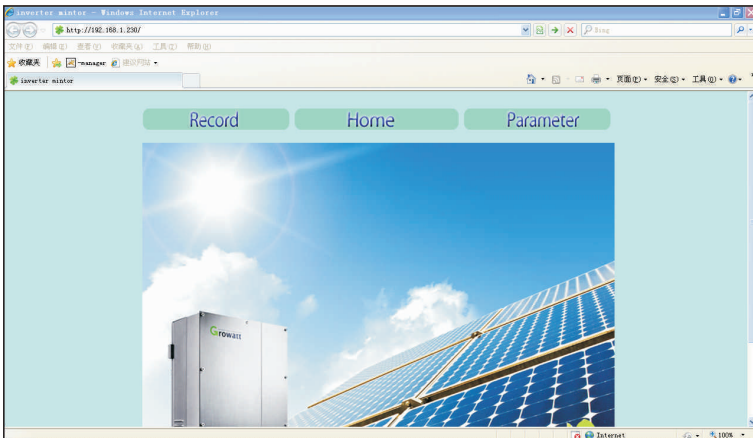 inverter mintor - Windows Internet Explorer
http://192.168.1.230/
Bing
文件(F) 编辑(E) 查看(V) 收藏夹(A) 工具(T) 帮助(H)
收藏夹 -manager 建议网站
inverter mintor
页面(P) 安全(S) 工具(O)
Record Home Parameter
Growatt
Internet 100%